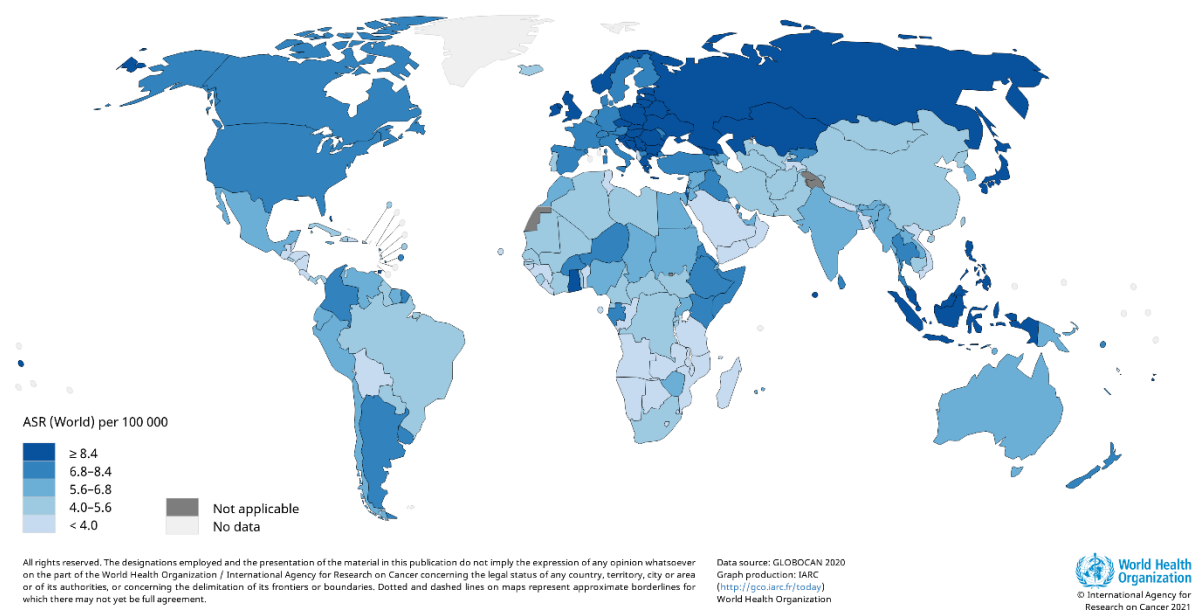 ASR (World) per 100 000
≥ 8.4
6.8–8.4
5.6–6.8
4.0–5.6
< 4.0
Not applicable
No data
All rights reserved. The designations employed and the presentation of the material in this publication do not imply the expression of any opinion whatsoever
on the part of the World Health Organization / International Agency for Research on Cancer concerning the legal status of any country, territory, city or area
or of its authorities, or concerning the delimitation of its frontiers or boundaries. Dotted and dashed lines on maps represent approximate borderlines for
which there may not yet be full agreement.
Data source: GLOBOCAN 2020
Graph production: IARC
(http://gco.iarc.fr/today)
World Health Organization
World Health
Organization
© International Agency for
Research on Cancer 2021